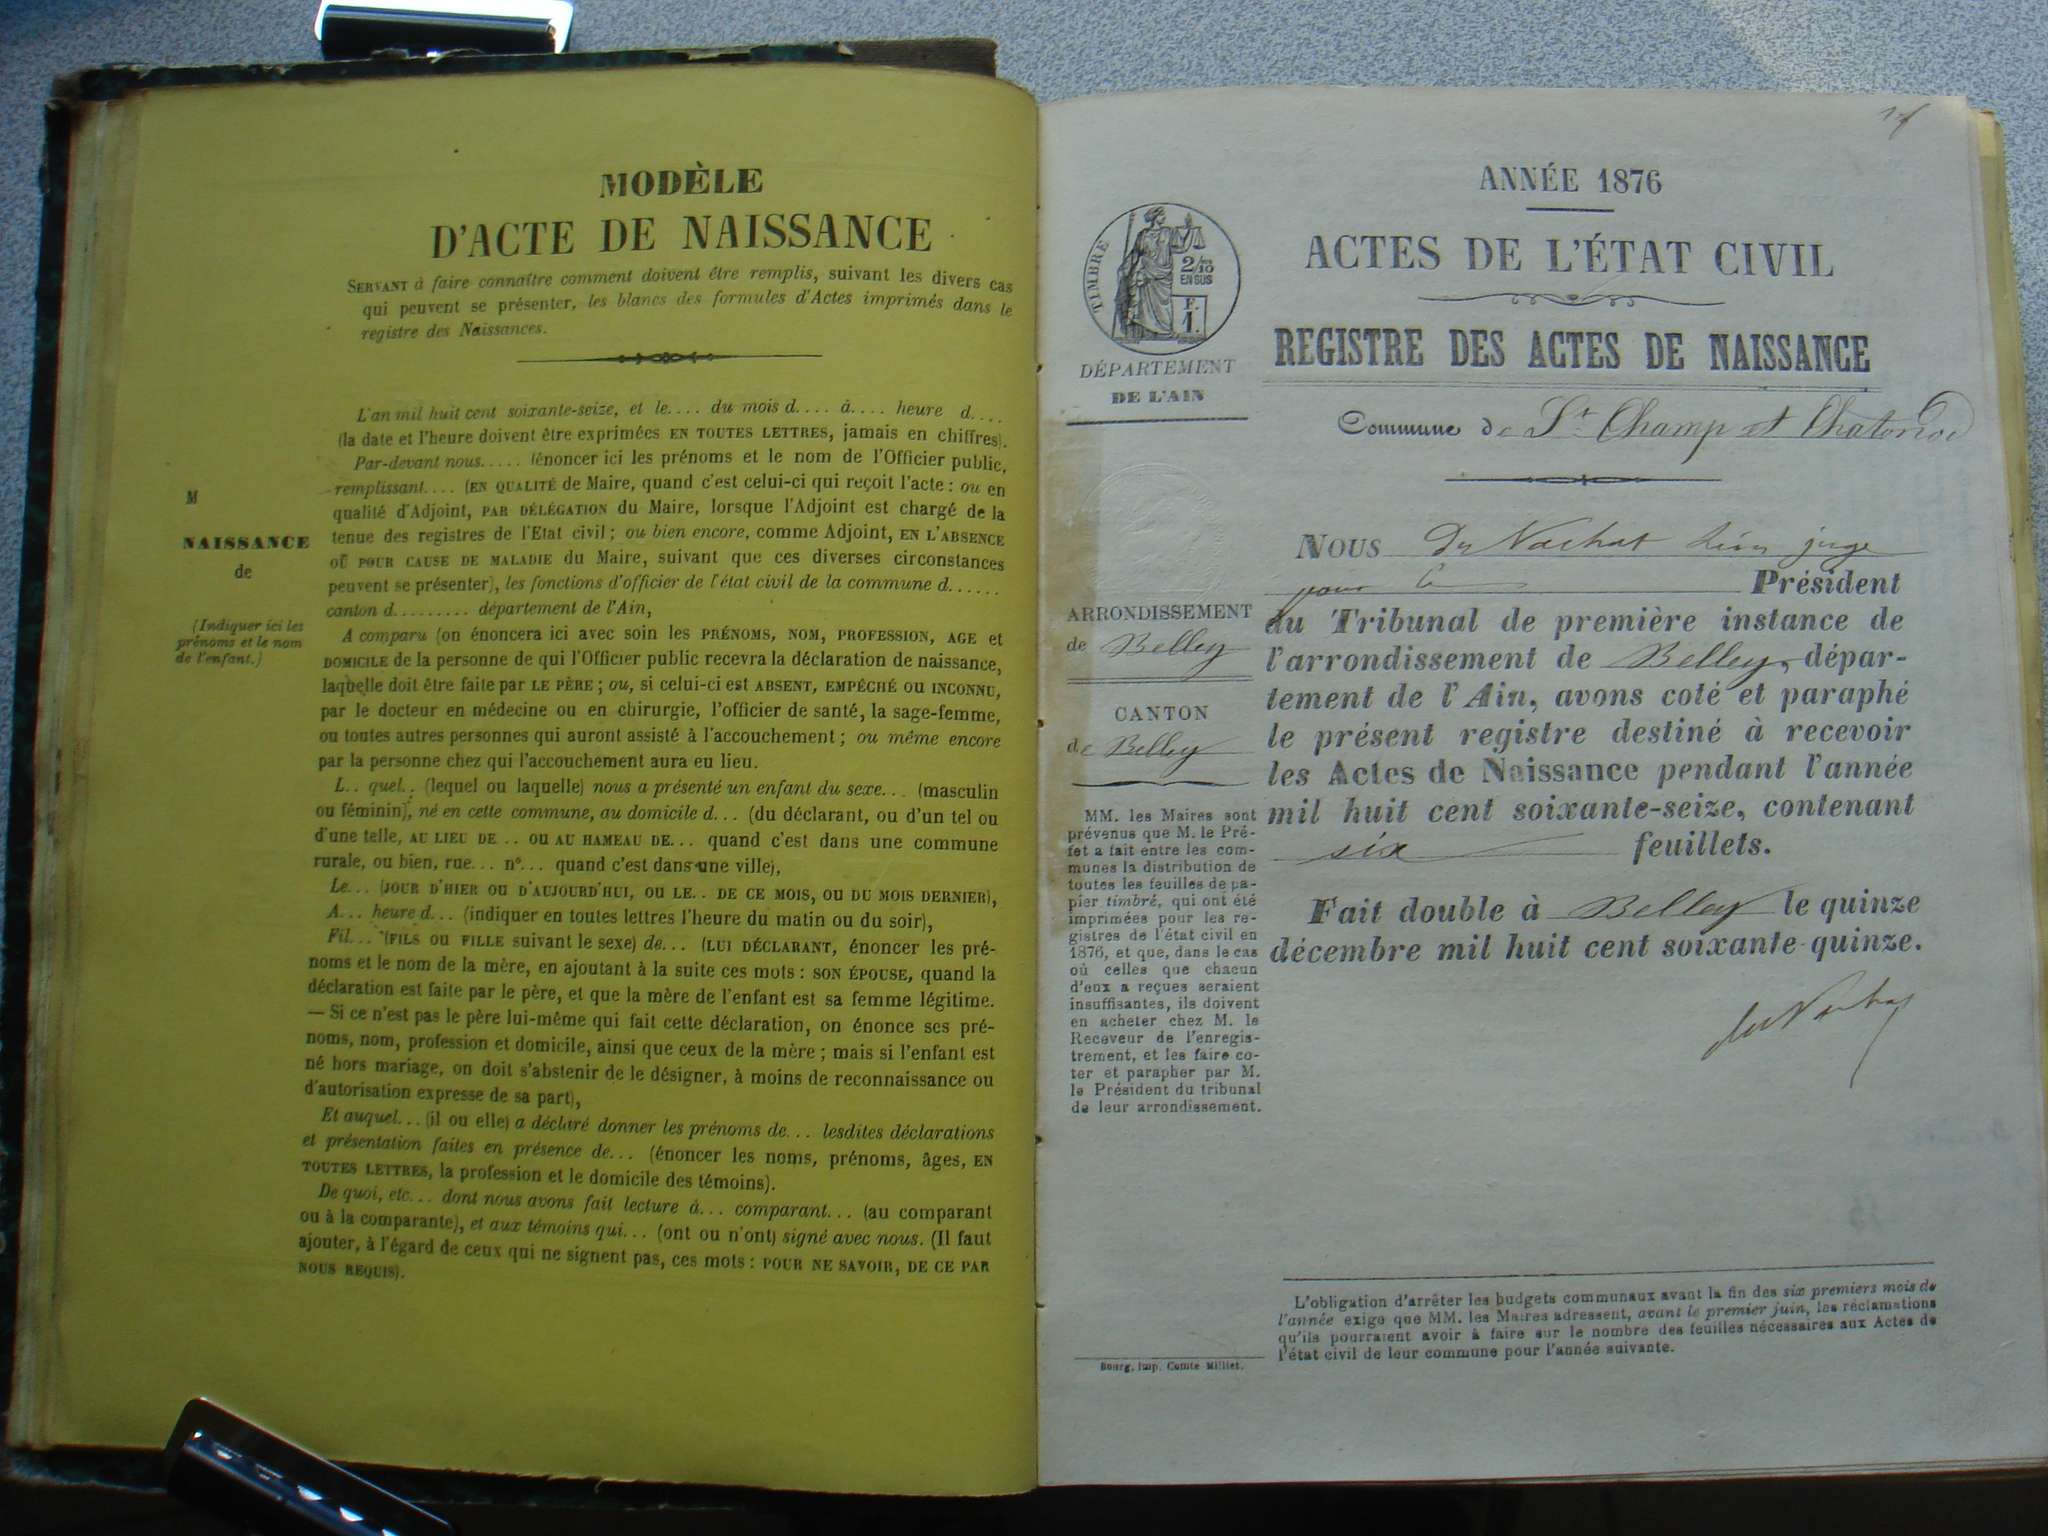 MODÈLE
D'ACTE DE NAISSANCE
SERVANT à faire connaître comment doivent être remplis, suivant les divers cas
qui peuvent se présenter, les blancs des formules d'Actes imprimés dans le
registre des Naissances.
L'an mil huit cent soixante-seize, et le.... du mois d.... à.... heure d....
(la date et l'heure doivent être exprimées EN TOUTES LETTRES, jamais en chiffres).
Par-devant nous..... (énoncer ici les prénoms et le nom de l'Officier public,
remplissant.... (EN QUALITÉ de Maire, quand c'est celui-ci qui reçoit l'acte : ou en
qualité d'Adjoint, PAR DÉLÉGATION du Maire, lorsque l'Adjoint est chargé de la
tenue des registres de l'Etat civil ; ou bien encore, comme Adjoint, EN L'ABSENCE
OÙ POUR CAUSE DE MALADIE du Maire, suivant que ces diverses circonstances
peuvent se présenter), les fonctions d'officier de l'état civil de la commune d......
canton d......... département de l'Ain,
A comparu (on énoncera ici avec soin les PRÉNOMS, NOM, PROFESSION, AGE et
DOMICILE de la personne de qui l'Officier public recevra la déclaration de naissance,
laquelle doit être faite par LE PÈRE ; ou, si celui-ci est ABSENT, EMPÉCHÉ OU INCONNU,
par le docteur en médecine ou en chirurgie, l'officier de santé, la sage-femme,
ou toutes autres personnes qui auront assisté à l'accouchement ; ou même encore
par la personne chez qui l'accouchement aura eu lieu.
L.. quel.. (lequel ou laquelle) nous a présenté un enfant du sexe... (masculin
ou féminin), né en cette commune, au domicile d... (du déclarant, ou d'un tel ou
d'une telle, AU LIEU DE... OU AU HAMEAU DE... quand c'est dans une commune
rurale, ou bien, rue... n°... quand c'est dans une ville),
Le... (JOUR D'HIER OU D'AUJOURD'HUI, OU LE.. DE CE MOIS, OU DU MOIS DERNIER),
A... heure d... (indiquer en toutes lettres l'heure du matin ou du soir),
Fil... (FILS OU FILLE suivant le sexe) de... (LUI DÉCLARANT, énoncer les pré-
noms et le nom de la mère, en ajoutant à la suite ces mots : SON ÉPOUSE, quand la
déclaration est faite par le père, et que la mère de l'enfant est sa femme légitime.
— Si ce n'est pas le père lui-même qui fait cette déclaration, on énonce ses pré-
noms, nom, profession et domicile, ainsi que ceux de la mère ; mais si l'enfant est
né hors mariage, on doit s'abstenir de le désigner, à moins de reconnaissance ou
d'autorisation expresse de sa part),
Et auquel... (il ou elle) a déclaré donner les prénoms de... lesdites déclarations
et présentation faites en présence de... (énoncer les noms, prénoms, âges, EN
TOUTES LETTRES, la profession et le domicile des témoins).
De quoi, etc... dont nous avons fait lecture à... comparant... (au comparant
ou à la comparante), et aux témoins qui... (ont ou n'ont) signé avec nous. (Il faut
ajouter, à l'égard de ceux qui ne signent pas, ces mots : POUR NE SAVOIR, DE CE PAR
NOUS REQUIS).
M
NAISSANCE
de
(Indiquer ici les
prénoms et le nom
de l'enfant.)
ANNÉE 1876
ACTES DE L'ÉTAT CIVIL
REGISTRE DES ACTES DE NAISSANCE
Commune de St Champ et Chatonod
TIMBRE
2/10
EN SUS
F.
1.
DÉPARTEMENT
DE L'AIN
ARRONDISSEMENT
de Belley
CANTON
de Belley
MM. les Maires sont
prévenus que M. le Pré-
fet a fait entre les com-
munes la distribution de
toutes les feuilles de pa-
pier timbré, qui ont été
imprimées pour les re-
gistres de l'état civil en
1876, et que, dans le cas
où celles que chacun
d'eux a reçues seraient
insuffisantes, ils doivent
en acheter chez M. le
Receveur de l'enregis-
trement, et les faire co-
ter et parapher par M.
le Président du tribunal
de leur arrondissement.
Bourg, Imp. Comte Milliet.
NOUS Du Nachat Léon juge
pour le Président
du Tribunal de première instance de
l'arrondissement de Belley, dépar-
tement de l'Ain, avons coté et paraphé
le présent registre destiné à recevoir
les Actes de Naissance pendant l'année
mil huit cent soixante-seize, contenant
six feuillets.
Fait double à Belley le quinze
décembre mil huit cent soixante-quinze.
du Nachat
L'obligation d'arrêter les budgets communaux avant la fin des six premiers mois de
l'année exige que MM. les Maires adressent, avant le premier juin, les réclamations
qu'ils pourraient avoir à faire sur le nombre des feuilles nécessaires aux Actes de
l'état civil de leur commune pour l'année suivante.